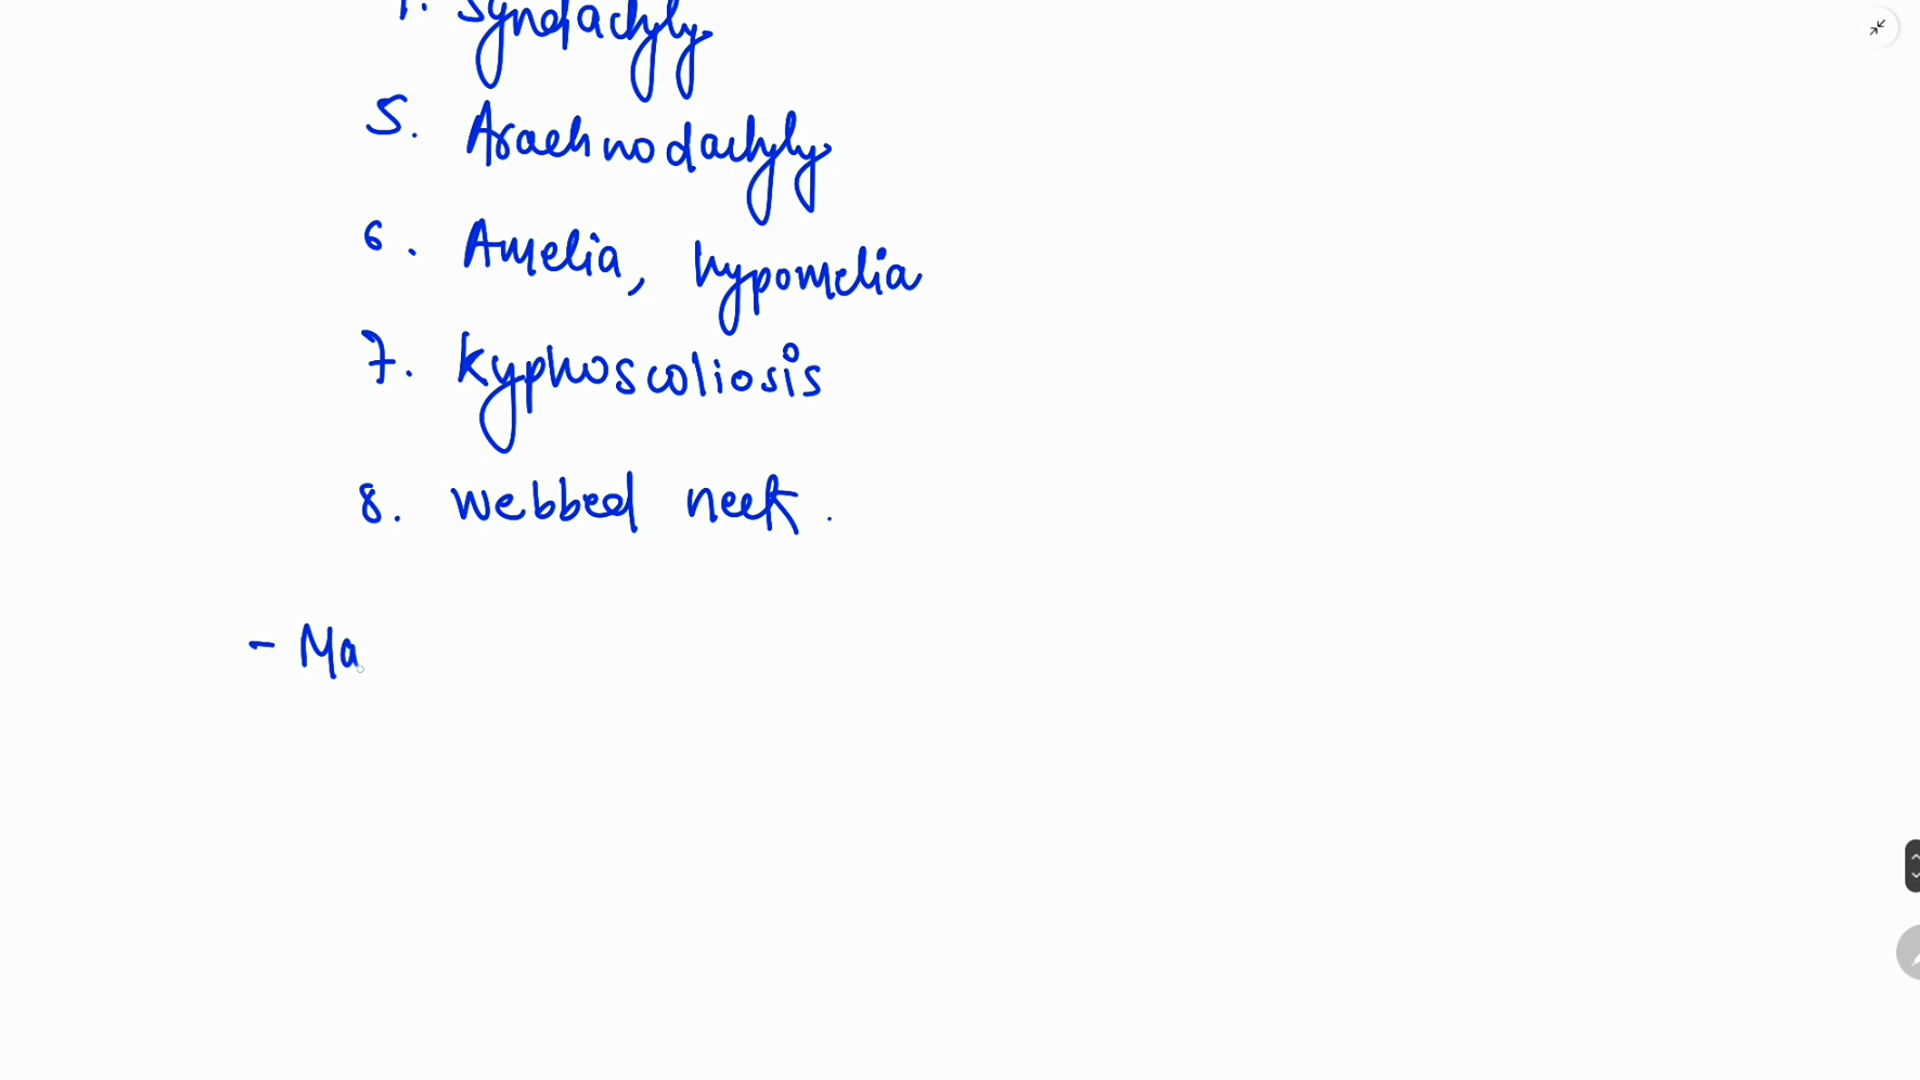 Syndactyly
5. Arachnodactyly
6. Amelia, hypomelia
7. Kyphoscoliosis
8. Webbed neck.
- Ma